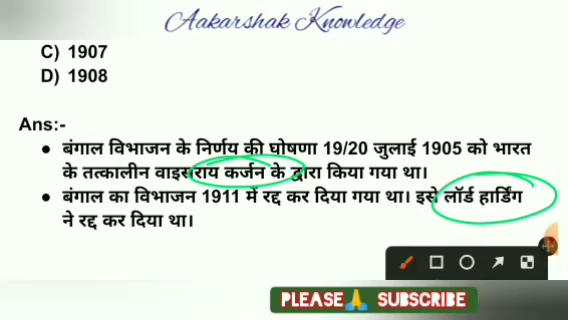 Aakarshak Knowledge
C) 1907
D) 1908
Ans:-
• बंगाल विभाजन के निर्णय की घोषणा 19/20 जुलाई 1905 को भारत
के तत्कालीन वाइसराय कर्जन के द्वारा किया गया था।
• बंगाल का विभाजन 1911 में रद्द कर दिया गया था। इसे लॉर्ड हार्डिंग
ने रद्द कर दिया था।
PLEASE🙏 SUBSCRIBE